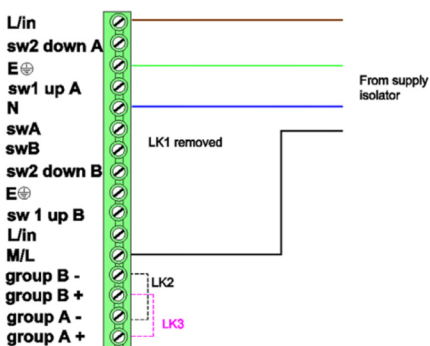 L/in
sw2 down A
E⏚
sw1 up A
N
swA
swB
sw2 down B
E⏚
sw 1 up B
L/in
M/L
group B -
group B +
group A -
group A +
From supply
isolator
LK1 removed
LK2
LK3